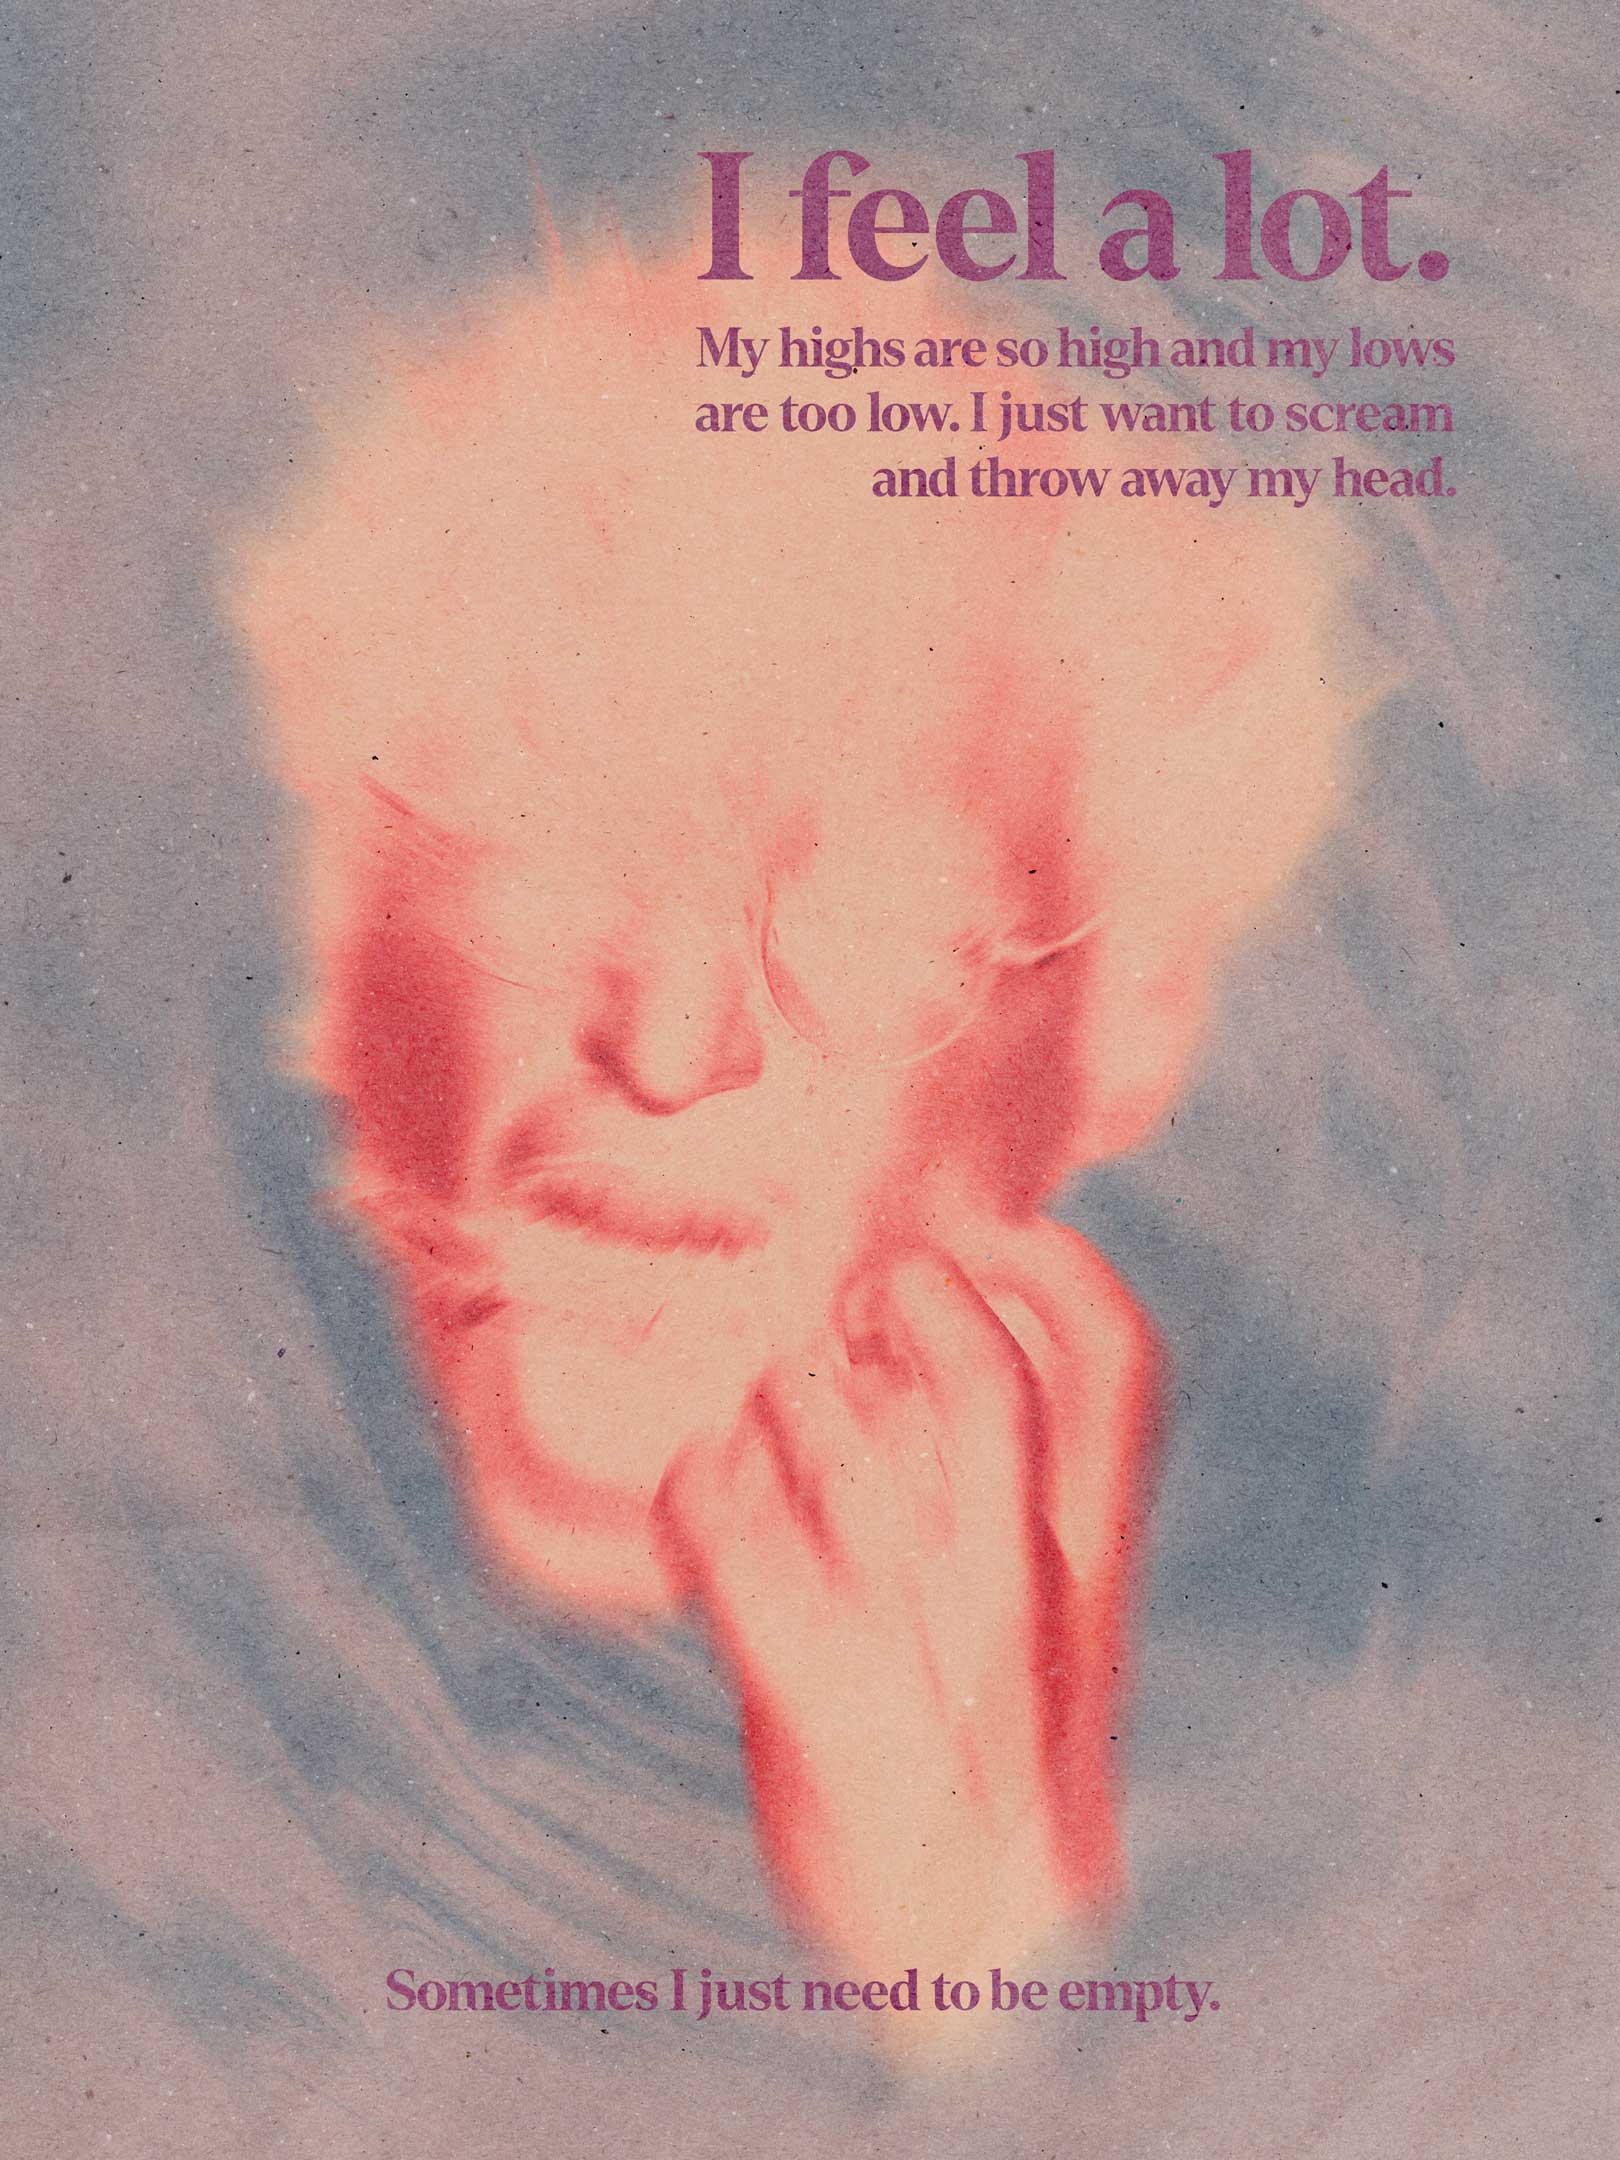 I feel a lot.
My highs are so high and my lows
are too low. I just want to scream
and throw away my head.
Sometimes I just need to be empty.